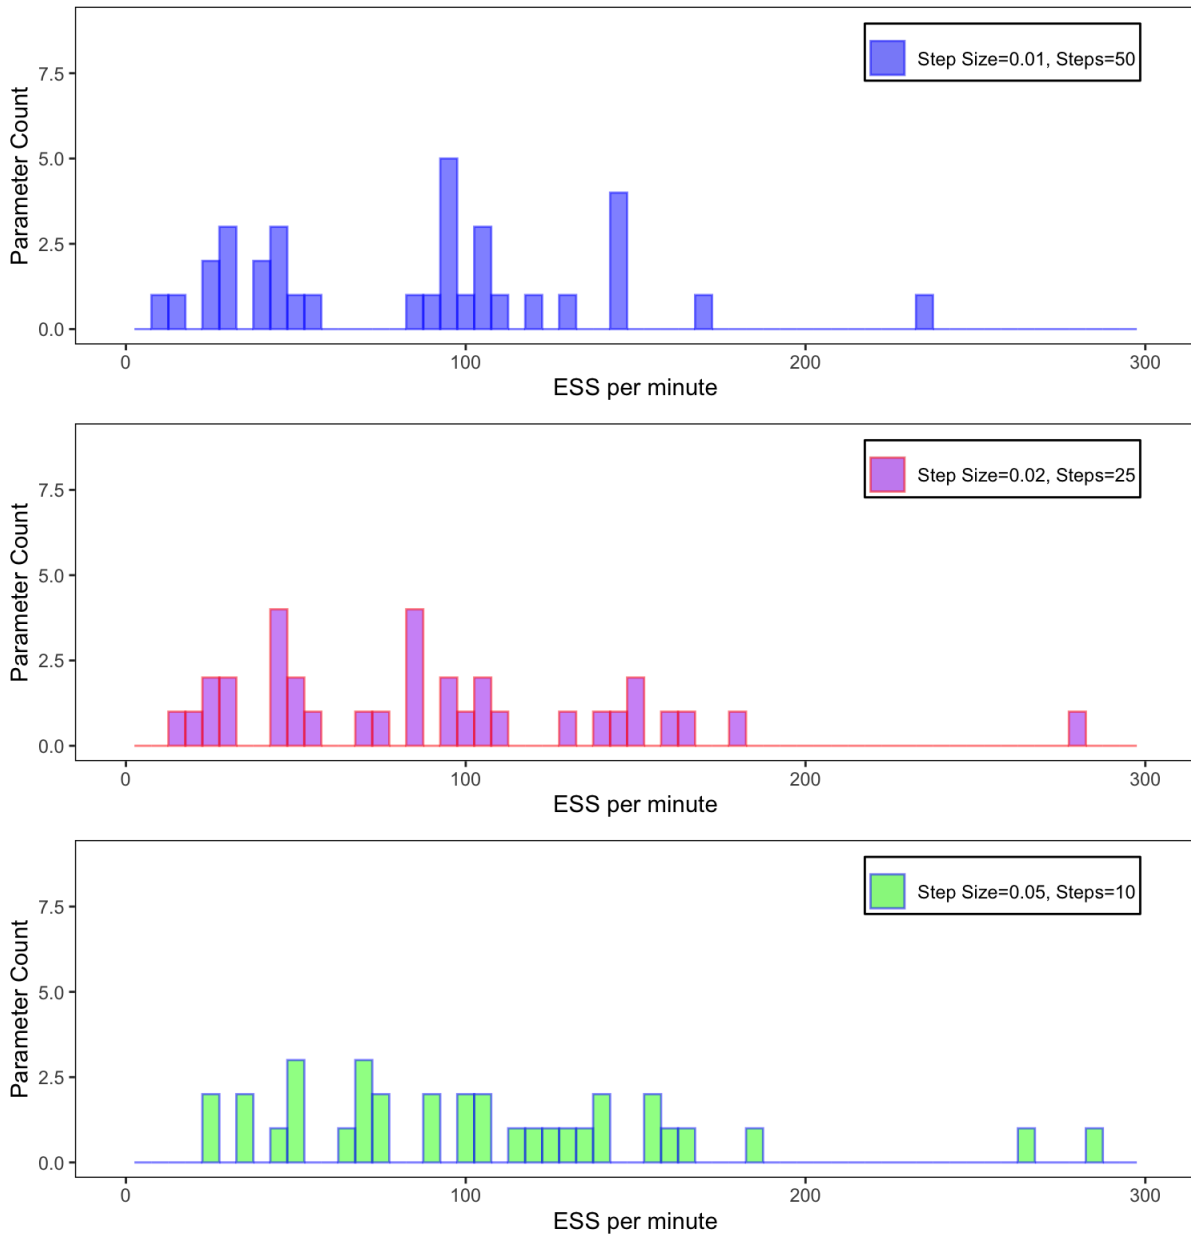 Step Size=0.01, Steps=50
Parameter Count
7.5
5.0
2.5
0.0
0
100
200
300
ESS per minute
Step Size=0.02, Steps=25
Parameter Count
7.5
5.0
2.5
0.0
0
100
200
300
ESS per minute
Step Size=0.05, Steps=10
Parameter Count
7.5
5.0
2.5
0.0
0
100
200
300
ESS per minute